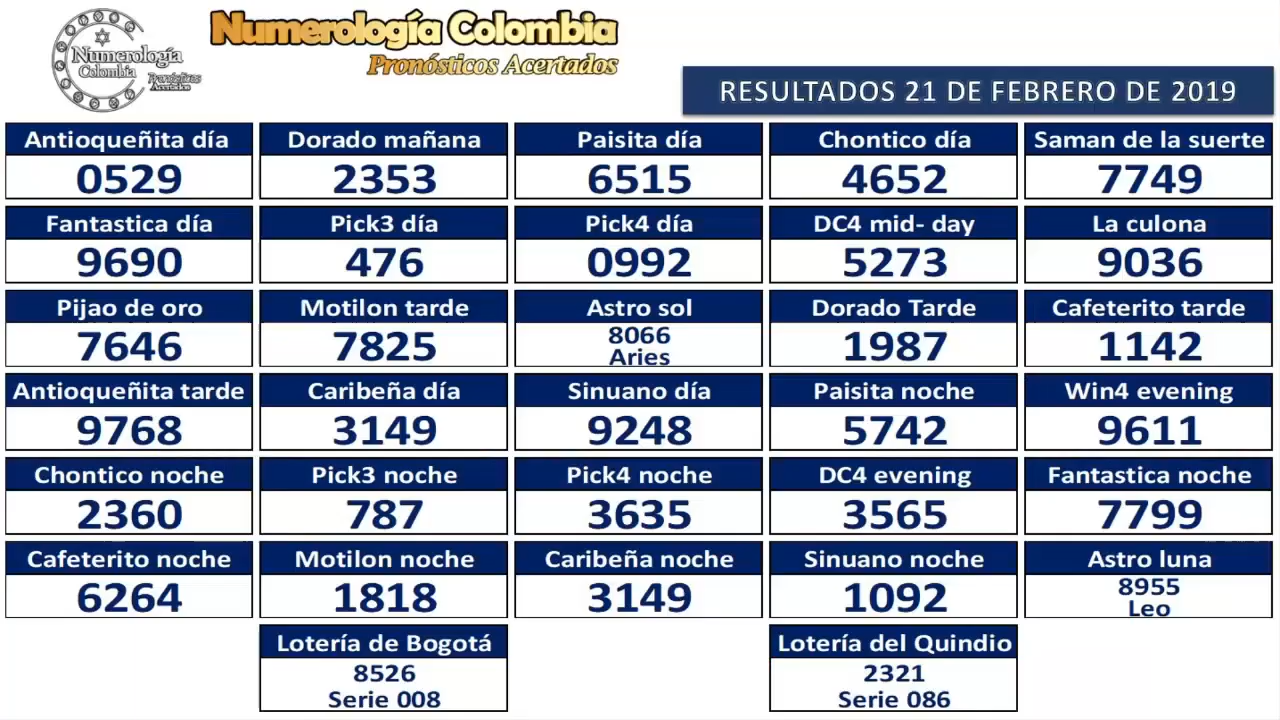 Numerología Colombia
Pronósticos Acertados
Numerología
Colombia
Pronósticos
Acertados
RESULTADOS 21 DE FEBRERO DE 2019
Antioqueñita día
0529
Dorado mañana
2353
Paisita día
6515
Chontico día
4652
Saman de la suerte
7749
Fantastica día
9690
Pick3 día
476
Pick4 día
0992
DC4 mid- day
5273
La culona
9036
Pijao de oro
7646
Motilon tarde
7825
Astro sol
8066
Aries
Dorado Tarde
1987
Cafeterito tarde
1142
Antioqueñita tarde
9768
Caribeña día
3149
Sinuano día
9248
Paisita noche
5742
Win4 evening
9611
Chontico noche
2360
Pick3 noche
787
Pick4 noche
3635
DC4 evening
3565
Fantastica noche
7799
Cafeterito noche
6264
Motilon noche
1818
Caribeña noche
3149
Sinuano noche
1092
Astro luna
8955
Leo
Lotería de Bogotá
8526
Serie 008
Lotería del Quindio
2321
Serie 086